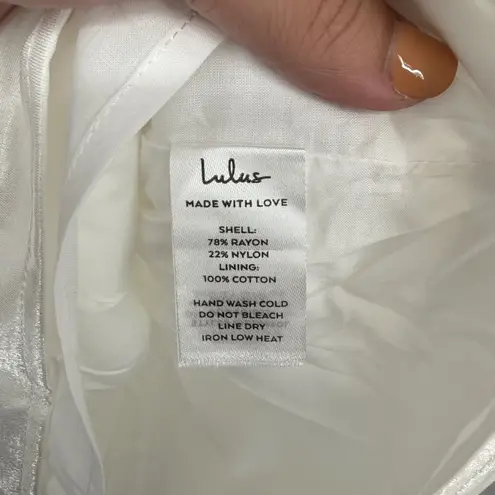 Lulus
MADE WITH LOVE
SHELL:
78% RAYON
22% NYLON
LINING:
100% COTTON
HAND WASH COLD
DO NOT BLEACH
LINE DRY
IRON LOW HEAT